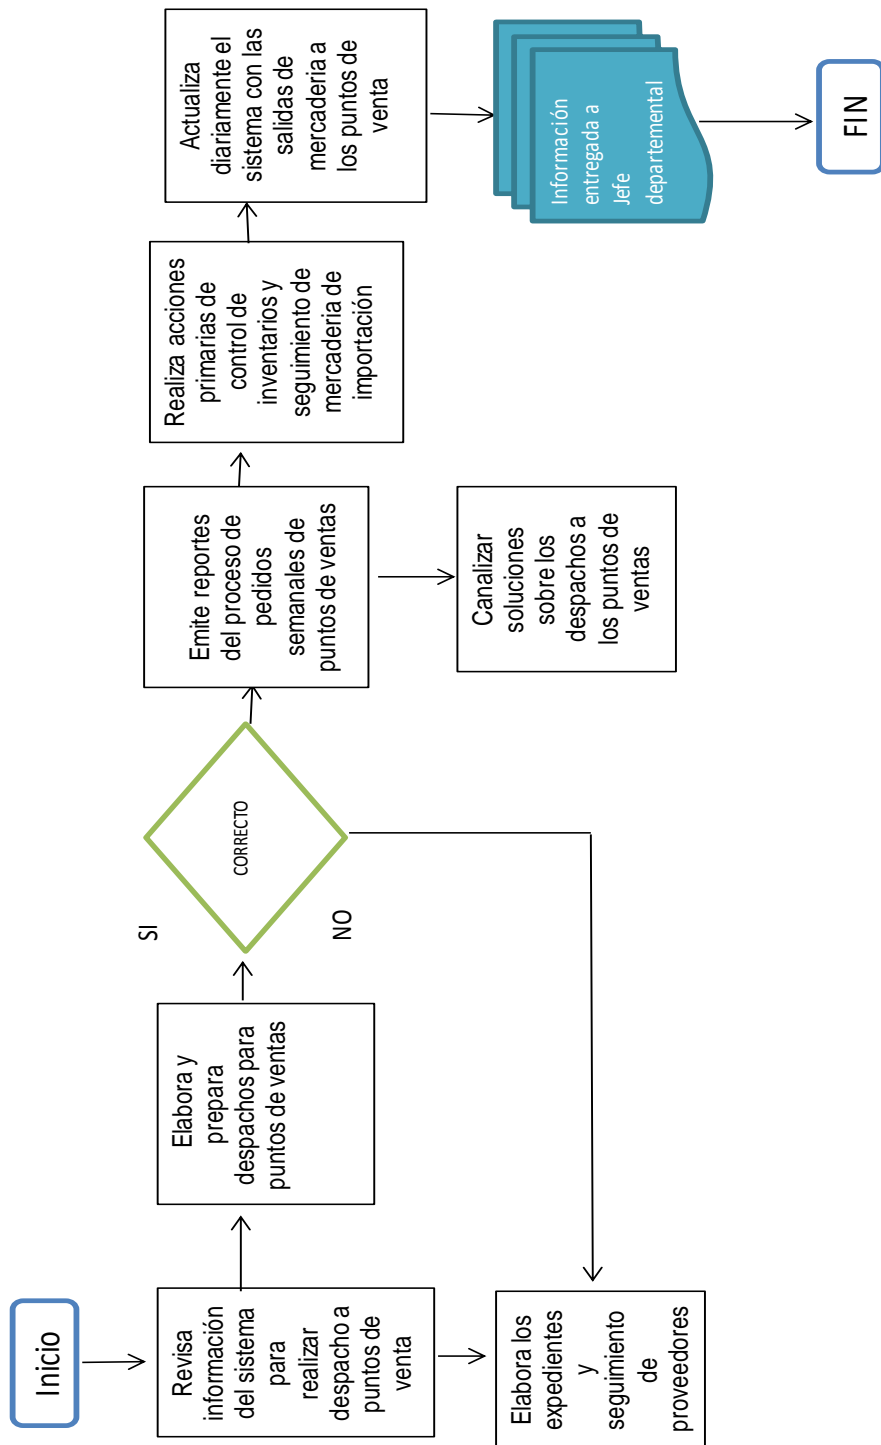 Inicio
Revisa
información
del sistema
para
realizar
despacho a
puntos de
venta
Elabora los
expedientes
y
seguimiento
de
proveedores
Elabora y
prepara
despachos para
puntos de ventas
SI
NO
CORRECTO
Emite reportes
del proceso de
pedidos
semanales de
puntos de ventas
Canalizar
soluciones
sobre los
despachos a
los puntos de
ventas
Realiza acciones
primarias de
control de
inventarios y
seguimiento de
mercaderia de
importación
Actualiza
diariamente el
sistema con las
salidas de
mercaderia a
los puntos de
venta
Información
entregada a
Jefe
departemental
FIN